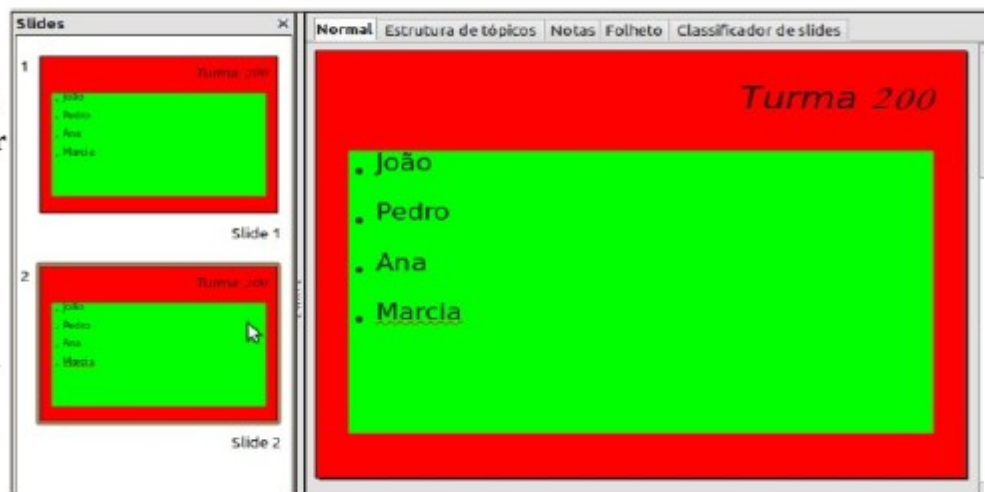 Slides
1
Turma 200
João
Pedro
Ana
Marcia
Slide 1
2
Turma 200
João
Pedro
Ana
Marcia
Slide 2
Normal Estrutura de tópicos Notas Folheto Classificador de slides
Turma 200
• João
• Pedro
• Ana
• Marcia